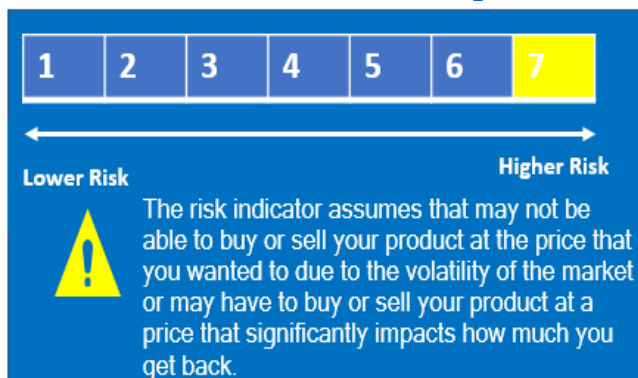 1 2 3 4 5 6 7
Lower Risk Higher Risk
!
The risk indicator assumes that may not be
able to buy or sell your product at the price that
you wanted to due to the volatility of the market
or may have to buy or sell your product at a
price that significantly impacts how much you
get back.